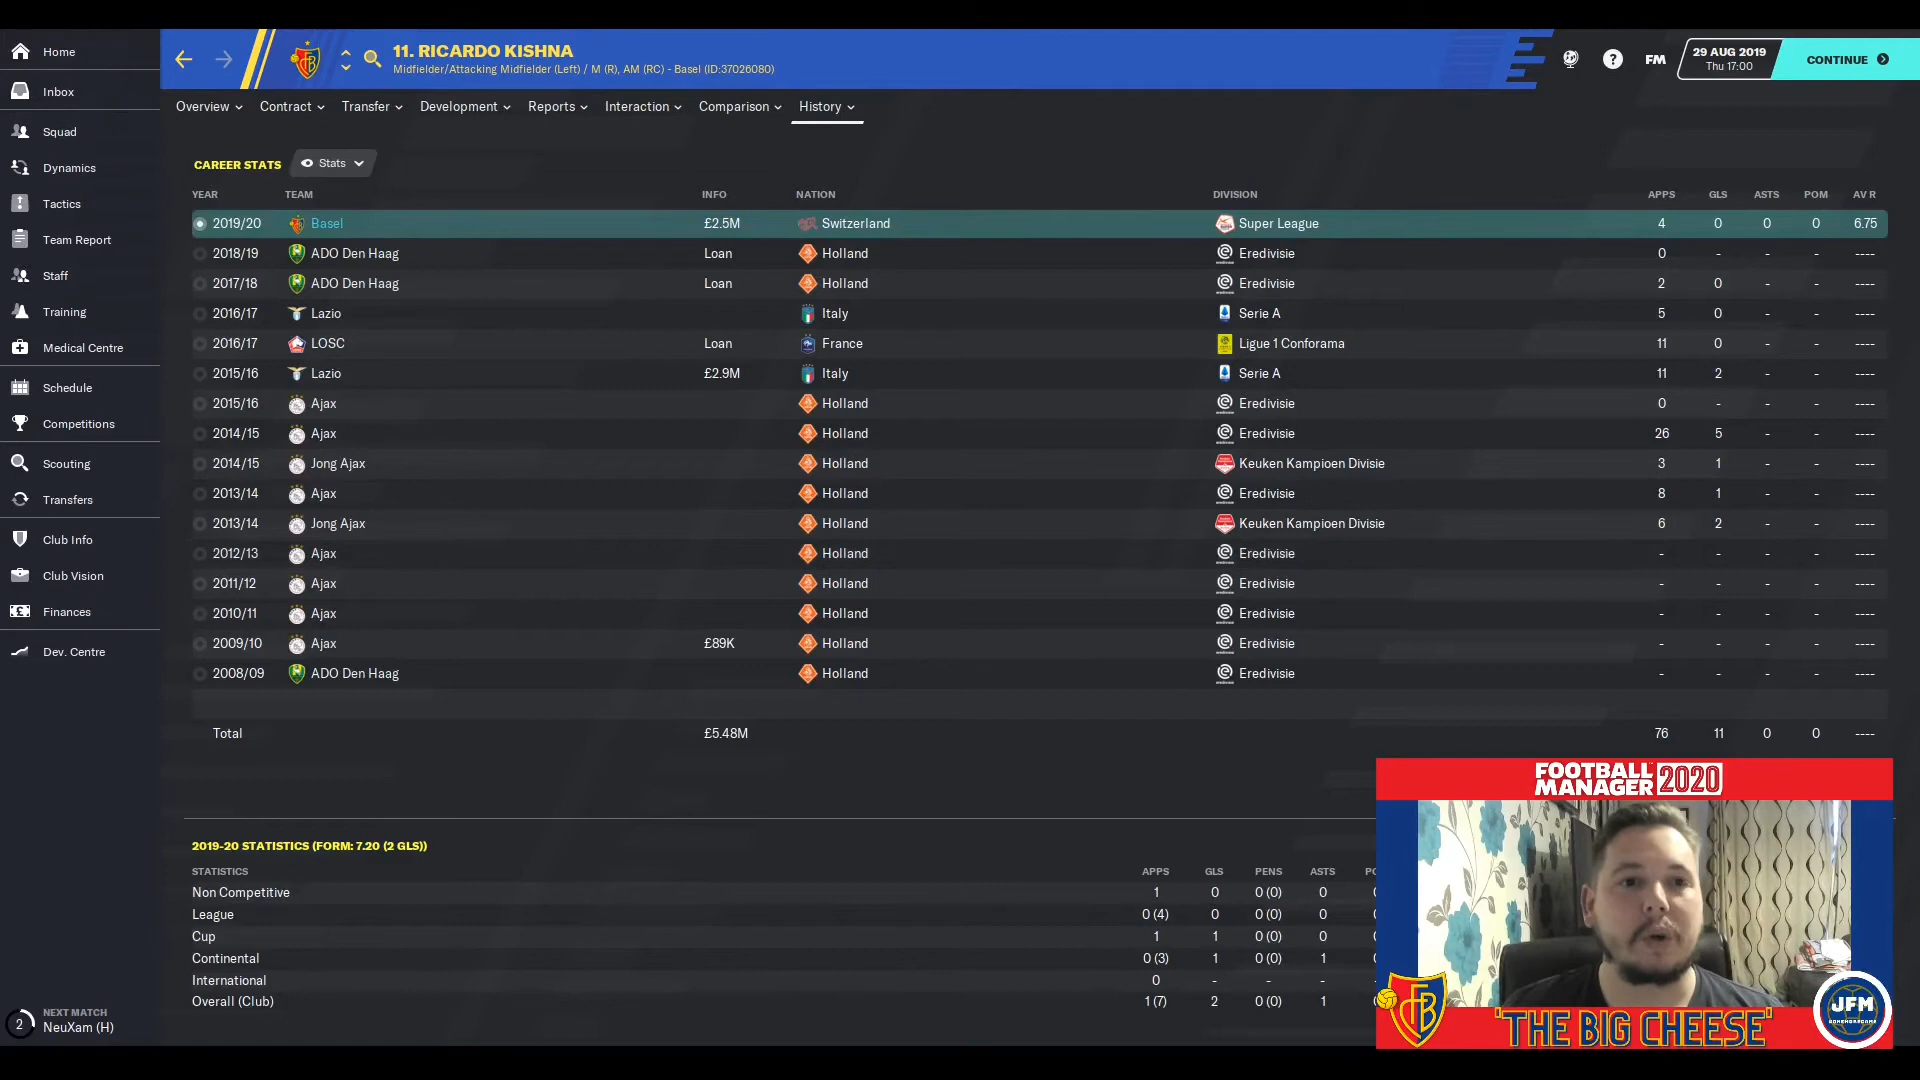 Home
Inbox
Squad
Dynamics
Tactics
Team Report
Staff
Training
Medical Centre
Schedule
Competitions
Scouting
Transfers
Club Info
Club Vision
Finances
Dev. Centre
2
NEXT MATCH
NeuXam (H)
11. RICARDO KISHNA
Midfielder/Attacking Midfielder (Left) / M (R), AM (RC) - Basel (ID:37026080)
? FM
29 AUG 2019
Thu 17:00
CONTINUE
Overview Contract Transfer Development Reports Interaction Comparison History
CAREER STATS Stats
YEAR TEAM INFO NATION DIVISION APPS GLS ASTS POM AV R
2019/20 Basel £2.5M Switzerland Super League 4 0 0 0 6.75
2018/19 ADO Den Haag Loan Holland Eredivisie 0 - - - ----
2017/18 ADO Den Haag Loan Holland Eredivisie 2 0 - - ----
2016/17 Lazio Italy Serie A 5 0 - - ----
2016/17 LOSC Loan France Ligue 1 Conforama 11 0 - - ----
2015/16 Lazio £2.9M Italy Serie A 11 2 - - ----
2015/16 Ajax Holland Eredivisie 0 - - - ----
2014/15 Ajax Holland Eredivisie 26 5 - - ----
2014/15 Jong Ajax Holland Keuken Kampioen Divisie 3 1 - - ----
2013/14 Ajax Holland Eredivisie 8 1 - - ----
2013/14 Jong Ajax Holland Keuken Kampioen Divisie 6 2 - - ----
2012/13 Ajax Holland Eredivisie - - - - ----
2011/12 Ajax Holland Eredivisie - - - - ----
2010/11 Ajax Holland Eredivisie - - - - ----
2009/10 Ajax £89K Holland Eredivisie - - - - ----
2008/09 ADO Den Haag Holland Eredivisie - - - - ----
Total £5.48M 76 11 0 0 ----
2019-20 STATISTICS (FORM: 7.20 (2 GLS))
STATISTICS APPS GLS PENS ASTS
Non Competitive 1 0 0 (0) 0
League 0 (4) 0 0 (0) 0
Cup 1 1 0 (0) 0
Continental 0 (3) 1 0 (0) 1
International 0 - - -
Overall (Club) 1 (7) 2 0 (0) 1
FOOTBALL
MANAGER 2020
FCB
'THE BIG CHEESE'
JFM